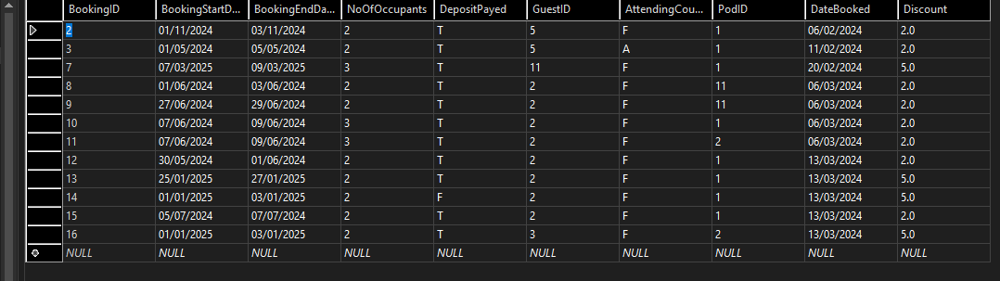 BookingID BookingStartD... BookingEndDa... NoOfOccupants DepositPayed GuestID AttendingCou... PodID DateBooked Discount
2 01/11/2024 03/11/2024 2 T 5 F 1 06/02/2024 2.0
3 01/05/2024 05/05/2024 2 T 5 A 1 11/02/2024 2.0
7 07/03/2025 09/03/2025 3 T 11 F 1 20/02/2024 5.0
8 01/06/2024 03/06/2024 2 T 2 F 11 06/03/2024 2.0
9 27/06/2024 29/06/2024 2 T 2 F 11 06/03/2024 2.0
10 07/06/2024 09/06/2024 3 T 2 F 1 06/03/2024 2.0
11 07/06/2024 09/06/2024 3 T 2 F 2 06/03/2024 2.0
12 30/05/2024 01/06/2024 2 T 2 F 1 13/03/2024 2.0
13 25/01/2025 27/01/2025 2 T 2 F 1 13/03/2024 5.0
14 01/01/2025 03/01/2025 2 F 2 F 1 13/03/2024 5.0
15 05/07/2024 07/07/2024 2 T 2 F 1 13/03/2024 2.0
16 01/01/2025 03/01/2025 2 T 3 F 2 13/03/2024 5.0
NULL NULL NULL NULL NULL NULL NULL NULL NULL NULL